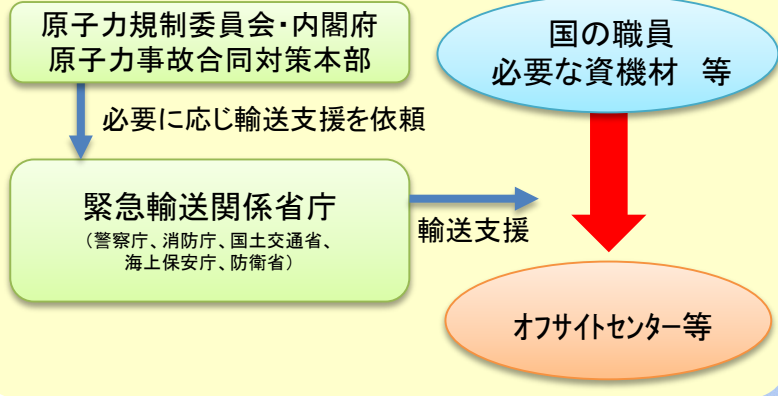 原子力規制委員会・内閣府
原子力事故合同対策本部
必要に応じ輸送支援を依頼
緊急輸送関係省庁
（警察庁、消防庁、国土交通省、
海上保安庁、防衛省）
輸送支援
国の職員
必要な資機材　等
オフサイトセンター等